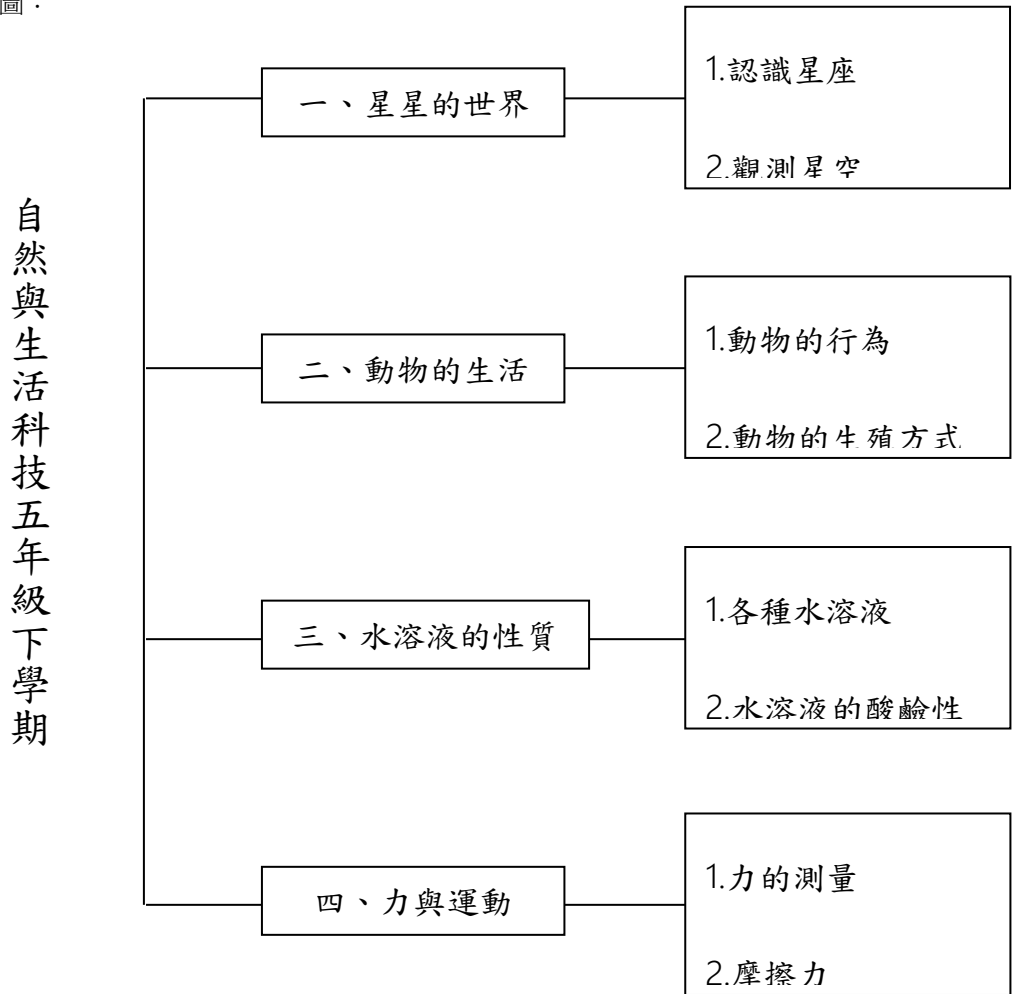 圖：
自然與生活科技五年級下學期
一、星星的世界
1.認識星座
2.觀測星空
二、動物的生活
1.動物的行為
2.動物的生殖方式
三、水溶液的性質
1.各種水溶液
2.水溶液的酸鹼性
四、力與運動
1.力的測量
2.摩擦力